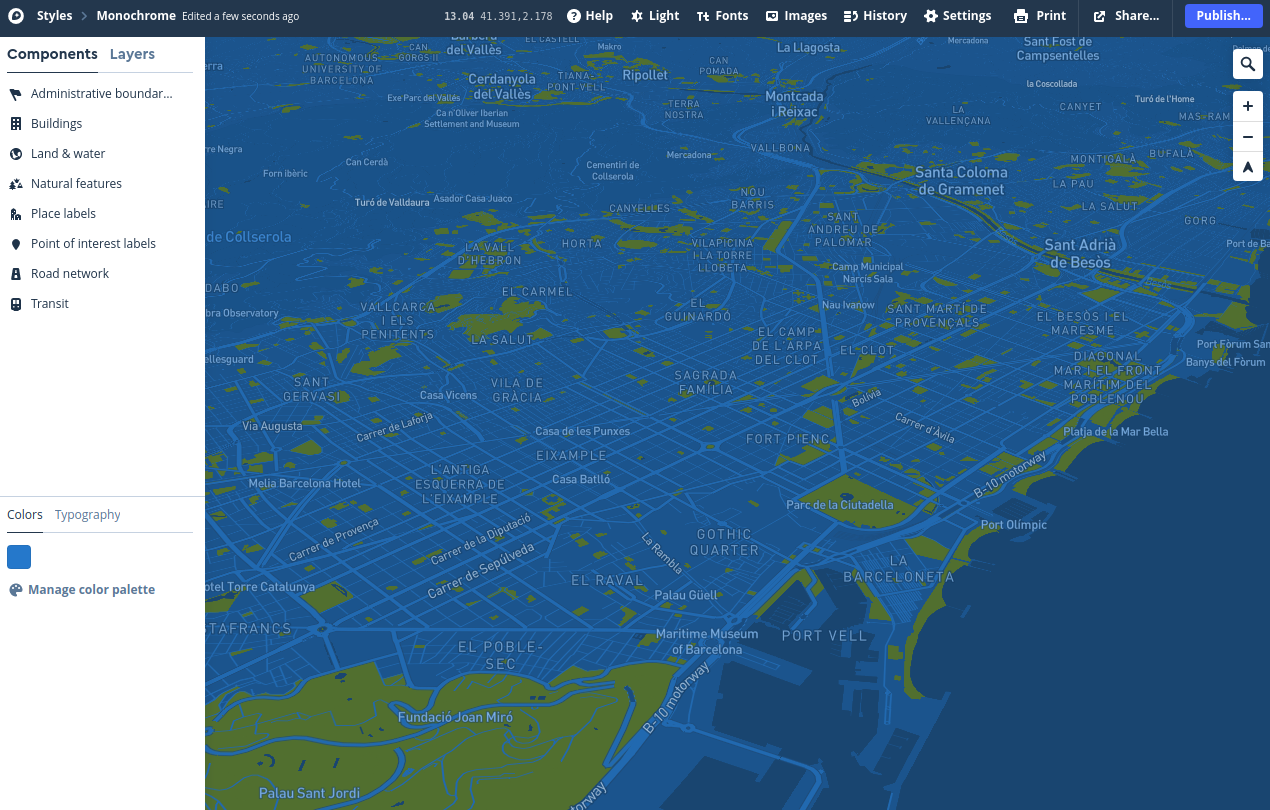 Styles
Monochrome
Edited a few seconds ago
13.04 41.391,2.178
Help
Light
Fonts
Images
History
Settings
Print
Share...
Publish...
Components
Layers
Administrative boundar...
Buildings
Land & water
Natural features
Place labels
Point of interest labels
Road network
Transit
Colors
Typography
Manage color palette
del Vallès
EL CASTELL
CAN
GORGS II
Makro
La Llagosta
Mercadona
Sant Fost de
Campsentelles
AUTONOMOUS
UNIVERSITY OF
BARCELONA
Cerdanyola
del Vallès
TIANA-
PONT VELL
Ripollet
CAN
POMADA
la Coscollada
Exe Parc del Vallès
Ca n'Oliver Iberian
Settlement and Museum
TERRA
NOSTRA
Montcada
i Reixac
LA
VALLENÇANA
CANYET
Turó de l'Home
MAS RAM
re Negra
Can Cerdà
Forn ibèric
Cementiri de
Collserola
Mercadona
VALLBONA
MONTIGALÀ
BUFALÀ
Santa Coloma
de Gramenet
LA PAU
LA SALUT
GORG
Turó de Valldaura
Asador Casa Juaco
CANYELLES
NOU
BARRIS
SANT
ANDREU DE
PALOMAR
de Collserola
LA VALL
D'HEBRON
HORTA
VILAPICINA
I LA TORRE
LLOBETA
Camp Municipal
Narcís Sala
Sant Adrià
de Besòs
Port de Ba
DABO
bra Observatory
VALLCARCA
I ELS
PENITENTS
EL CARMEL
LA SALUT
EL
GUINARDÓ
Nau Ivanow
SANT MARTÍ DE
PROVENÇALS
EL BESÒS I EL
MARESME
EL CAMP
DE L'ARPA
DEL CLOT
EL CLOT
Port Fòrum San
Banys del Fòrum
ellesguard
DIAGONAL
MAR I EL FRONT
MARÍTIM DEL
POBLENOU
SANT
GERVASI
VILA DE
GRÀCIA
SAGRADA
FAMÍLIA
Casa Vicens
Bolívia
Carrer d'Àvila
Via Augusta
Carrer de Laforja
Casa de les Punxes
FORT PIENC
Platja de la Mar Bella
EIXAMPLE
L'ANTIGA
ESQUERRA DE
L'EIXAMPLE
Melia Barcelona Hotel
Casa Batlló
B-10 motorway
Parc de la Ciutadella
Port Olímpic
Carrer de Provença
Carrer de la Diputació
Carrer de Sepúlveda
La Rambla
GOTHIC
QUARTER
LA
BARCELONETA
otel Torre Catalunya
EL RAVAL
Palau Güell
STAFRANCS
EL POBLE-
SEC
Maritime Museum
of Barcelona
PORT VELL
B-10 motorway
Fundació Joan Miró
Palau Sant Jordi